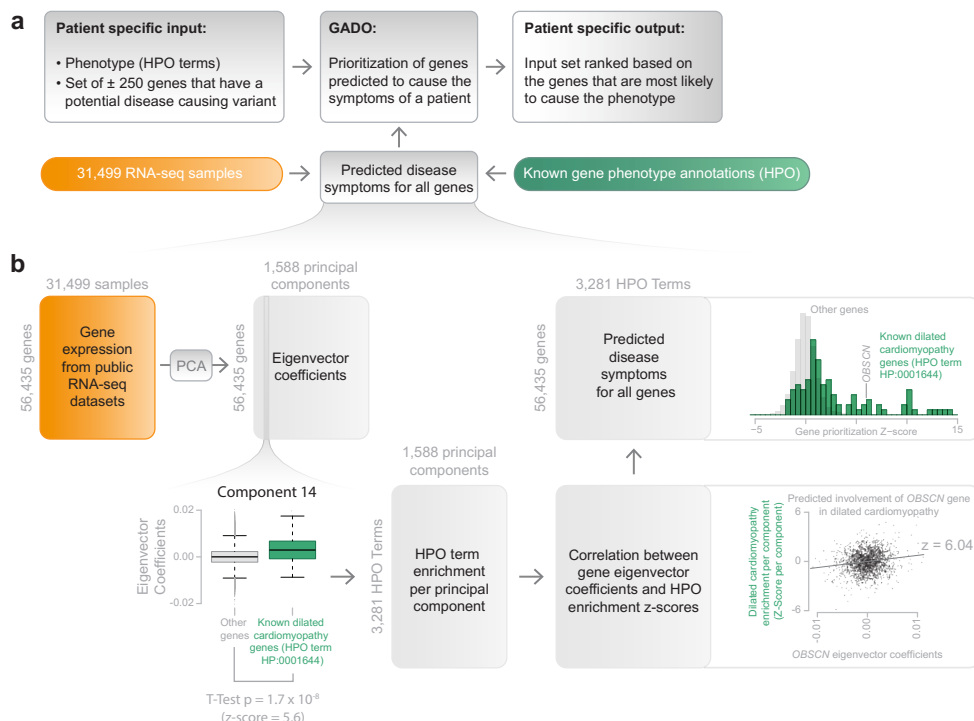 a
Patient specific input:
• Phenotype (HPO terms)
• Set of ± 250 genes that have a
potential disease causing variant
GADO:
Prioritization of genes
predicted to cause the
symptoms of a patient
Patient specific output:
Input set ranked based on
the genes that are most likely
to cause the phenotype
31,499 RNA-seq samples
Predicted disease
symptoms for all genes
Known gene phenotype annotations (HPO)
b
31,499 samples
56,435 genes
Gene
expression
from public
RNA-seq
datasets
PCA
1,588 principal
components
56,435 genes
Eigenvector
coefficients
3,281 HPO Terms
56,435 genes
Predicted
disease
symptoms
for all genes
Other genes
OBSCN
Known dilated
cardiomyopathy
genes (HPO term
HP:0001644)
-5
15
Gene prioritization Z-score
Component 14
Eigenvector
Coefficients
0.02
0.00
-0.02
Other
genes
Known dilated
cardiomyopathy
genes (HPO term
HP:0001644)
T-Test p = 1.7 x 10⁻⁸
(z-score = 5.6)
1,588 principal
components
3,281 HPO Terms
HPO term
enrichment
per principal
component
Correlation between
gene eigenvector
coefficients and HPO
enrichment z-scores
Predicted involvement of OBSCN gene
in dilated cardiomyopathy
Dilated cardiomyopathy
enrichment per component
(Z-Score per component)
6
0
-6
z = 6.04
-0.01
0.00
0.01
OBSCN eigenvector coefficients